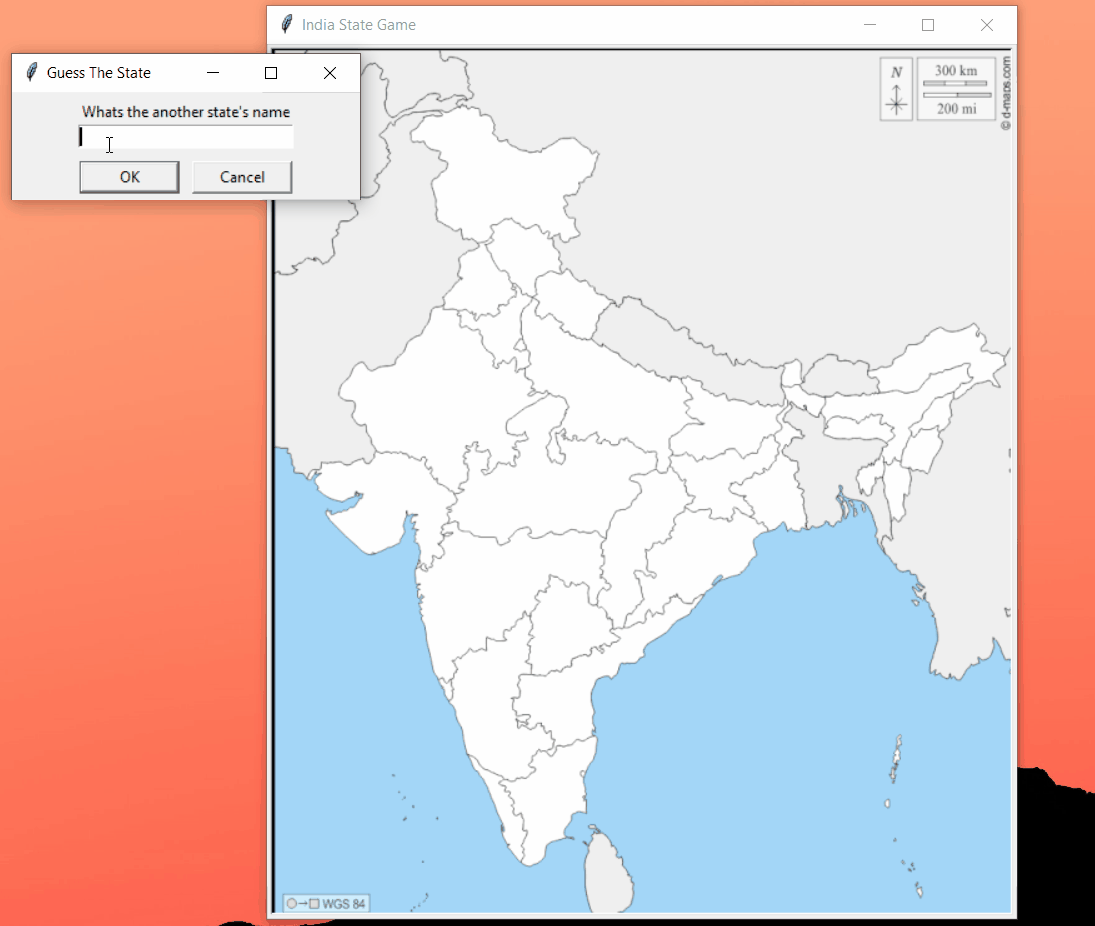 India State Game
Guess The State
Whats the another state's name
OK
Cancel
N
300 km
200 mi
© d-maps.com
WGS 84